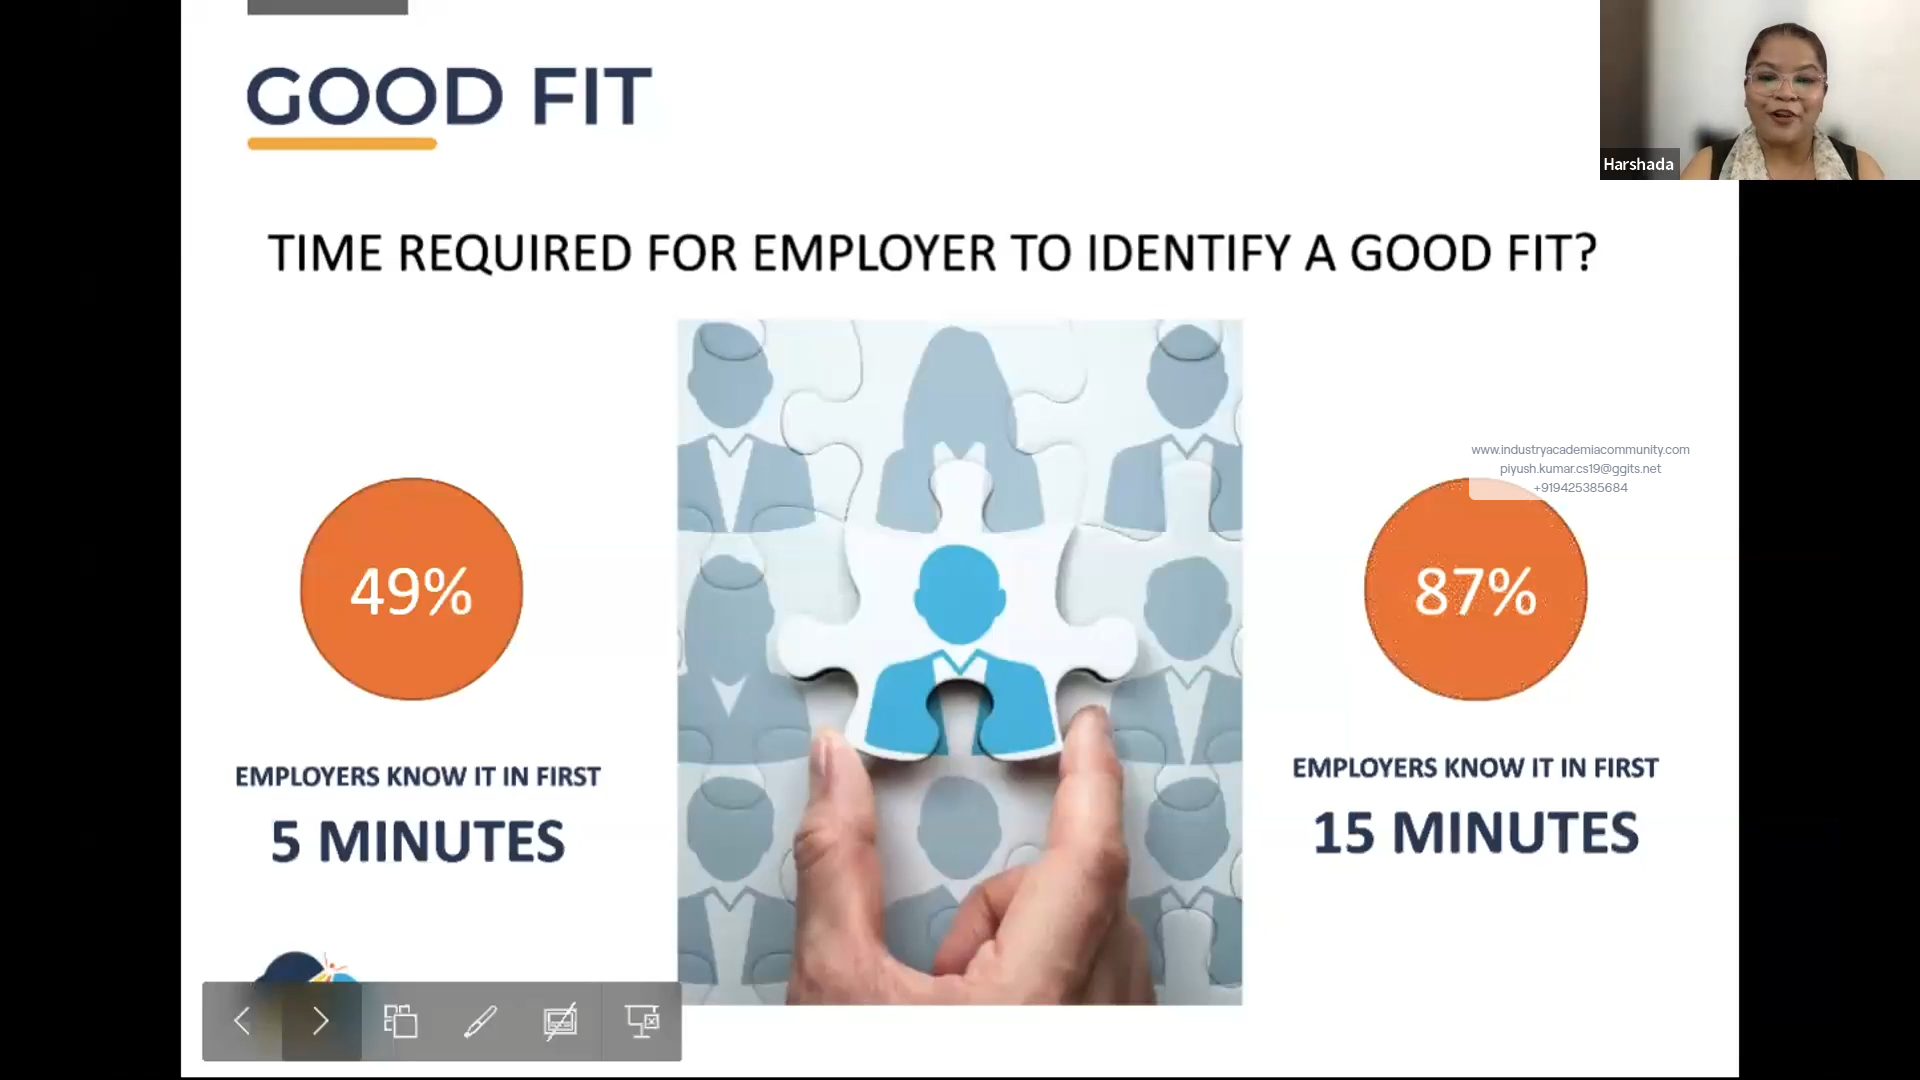 GOOD FIT
Harshada
TIME REQUIRED FOR EMPLOYER TO IDENTIFY A GOOD FIT?
www.industryacademiacommunity.com
piyush.kumar.cs19@ggits.net
+919425385684
49%
87%
EMPLOYERS KNOW IT IN FIRST
5 MINUTES
EMPLOYERS KNOW IT IN FIRST
15 MINUTES